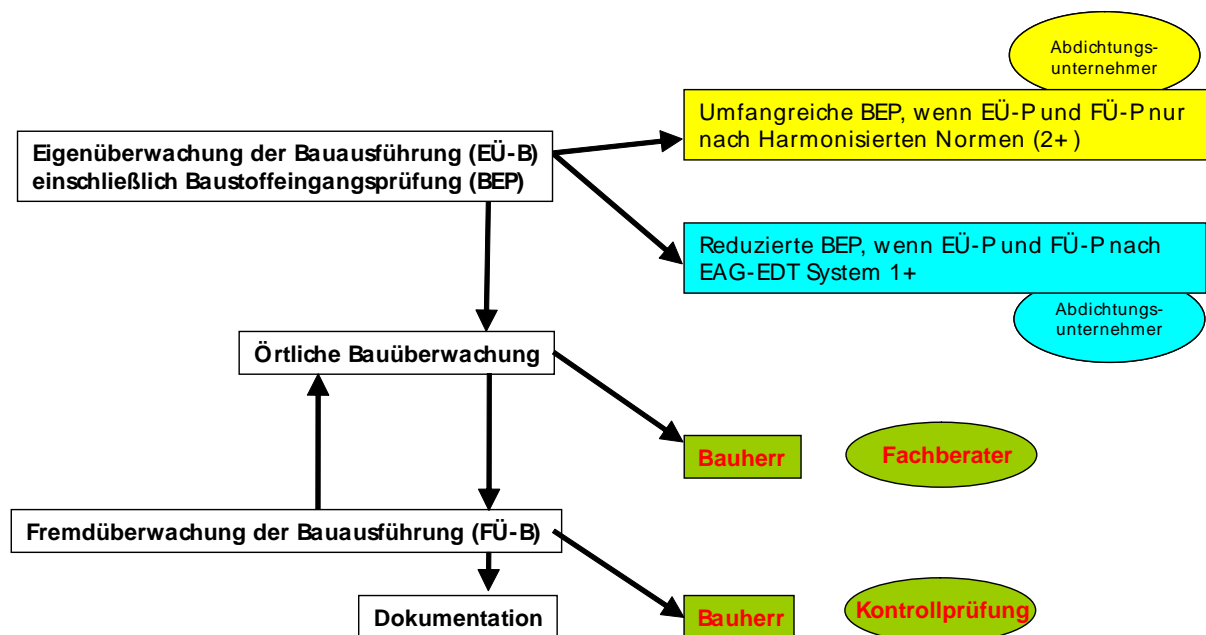 Abdichtungs-
unternehmer
Umfangreiche BEP, wenn EÜ-P und FÜ-P nur
nach Harmonisierten Normen (2+)
Eigenüberwachung der Bauausführung (EÜ-B)
einschließlich Baustoffeingangsprüfung (BEP)
Reduzierte BEP, wenn EÜ-P und FÜ-P nach
EAG-EDT System 1+
Abdichtungs-
unternehmer
Örtliche Bauüberwachung
Bauherr
Fachberater
Fremdüberwachung der Bauausführung (FÜ-B)
Dokumentation
Bauherr
Kontrollprüfung